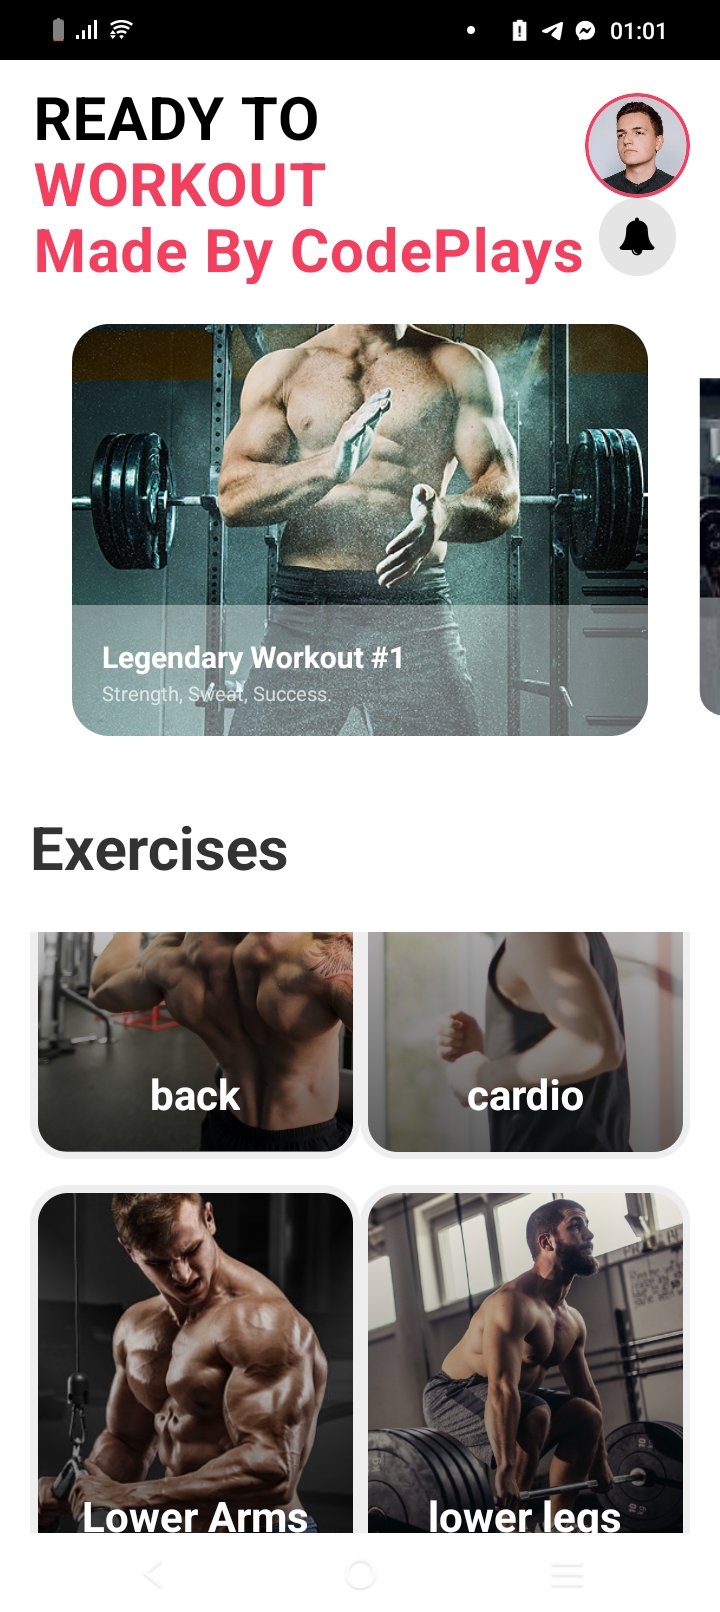 01:01
READY TO
WORKOUT
Made By CodePlays
Legendary Workout #1
Strength, Sweat, Success.
Exercises
back
cardio
Lower Arms
lower legs